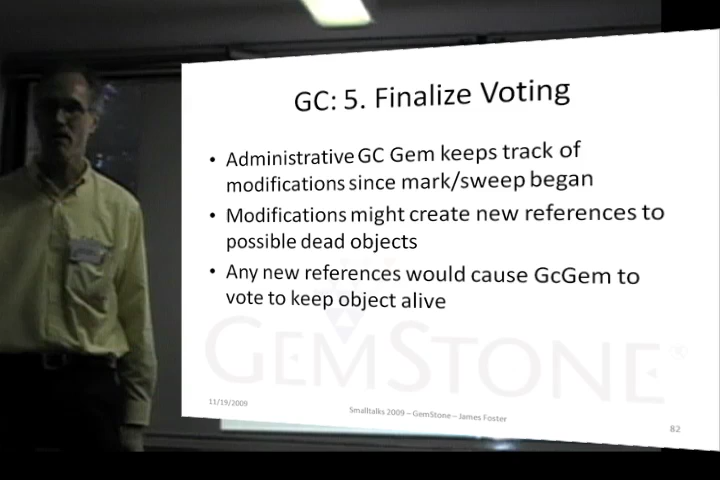 GC: 5. Finalize Voting
• Administrative GC Gem keeps track of
modifications since mark/sweep began
• Modifications might create new references to
possible dead objects
• Any new references would cause GcGem to
vote to keep object alive
GEMSTONE
11/19/2009
Smalltalks 2009 – GemStone – James Foster
82